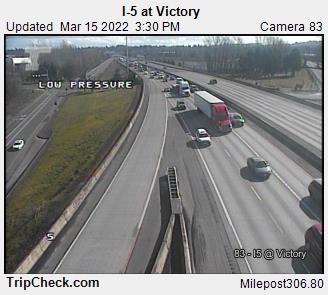 I-5 at Victory
Updated Mar 15 2022 3:30 PM Camera 83
LOW PRESSURE
5
83 - I5 @ Victory
TripCheck.com Milepost306.80